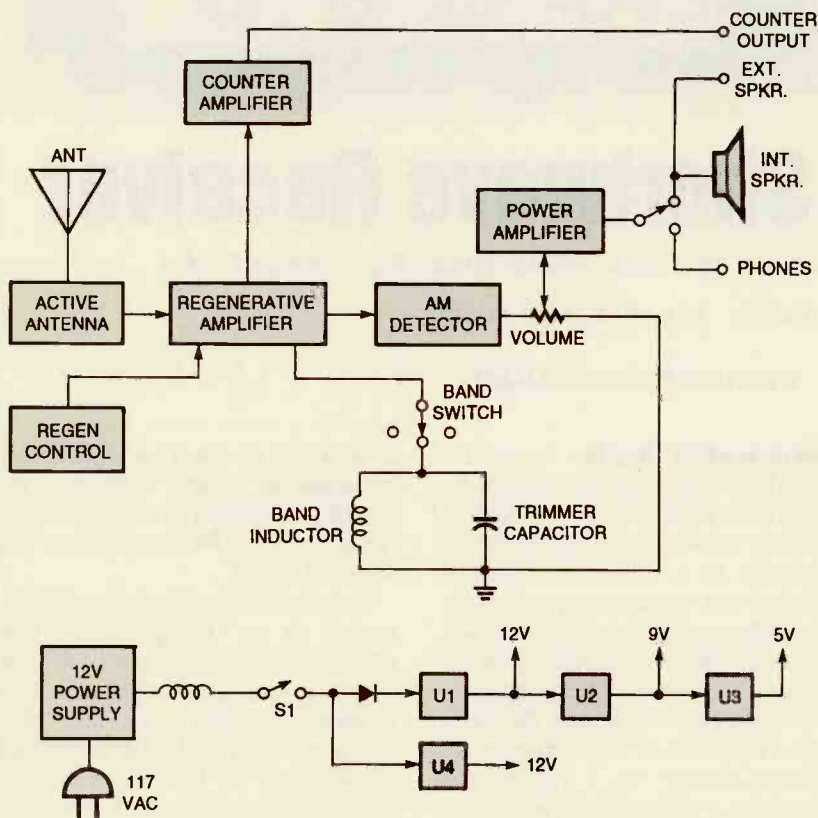 COUNTER
OUTPUT
COUNTER
AMPLIFIER
EXT.
SPKR.
ANT
INT.
SPKR.
POWER
AMPLIFIER
PHONES
ACTIVE
ANTENNA
REGENERATIVE
AMPLIFIER
AM
DETECTOR
VOLUME
BAND
SWITCH
REGEN
CONTROL
BAND
INDUCTOR
TRIMMER
CAPACITOR
12V
9V
5V
12V
POWER
SUPPLY
S1
U1
U2
U3
U4
12V
117
VAC